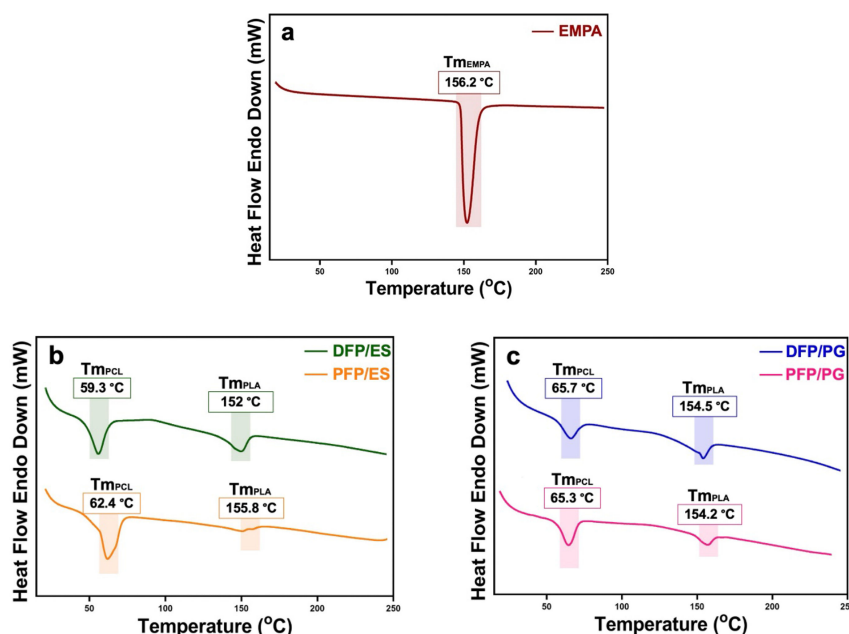 a
EMPA
TmEMPA
156.2 °C
Heat Flow Endo Down (mW)
50
100
150
200
250
Temperature (°C)
b
DFP/ES
PFP/ES
TmPCL
59.3 °C
TmPLA
152 °C
TmPCL
62.4 °C
TmPLA
155.8 °C
Heat Flow Endo Down (mW)
50
100
150
200
250
Temperature (°C)
c
DFP/PG
PFP/PG
TmPCL
65.7 °C
TmPLA
154.5 °C
TmPCL
65.3 °C
TmPLA
154.2 °C
Heat Flow Endo Down (mW)
50
100
150
200
250
Temperature (°C)